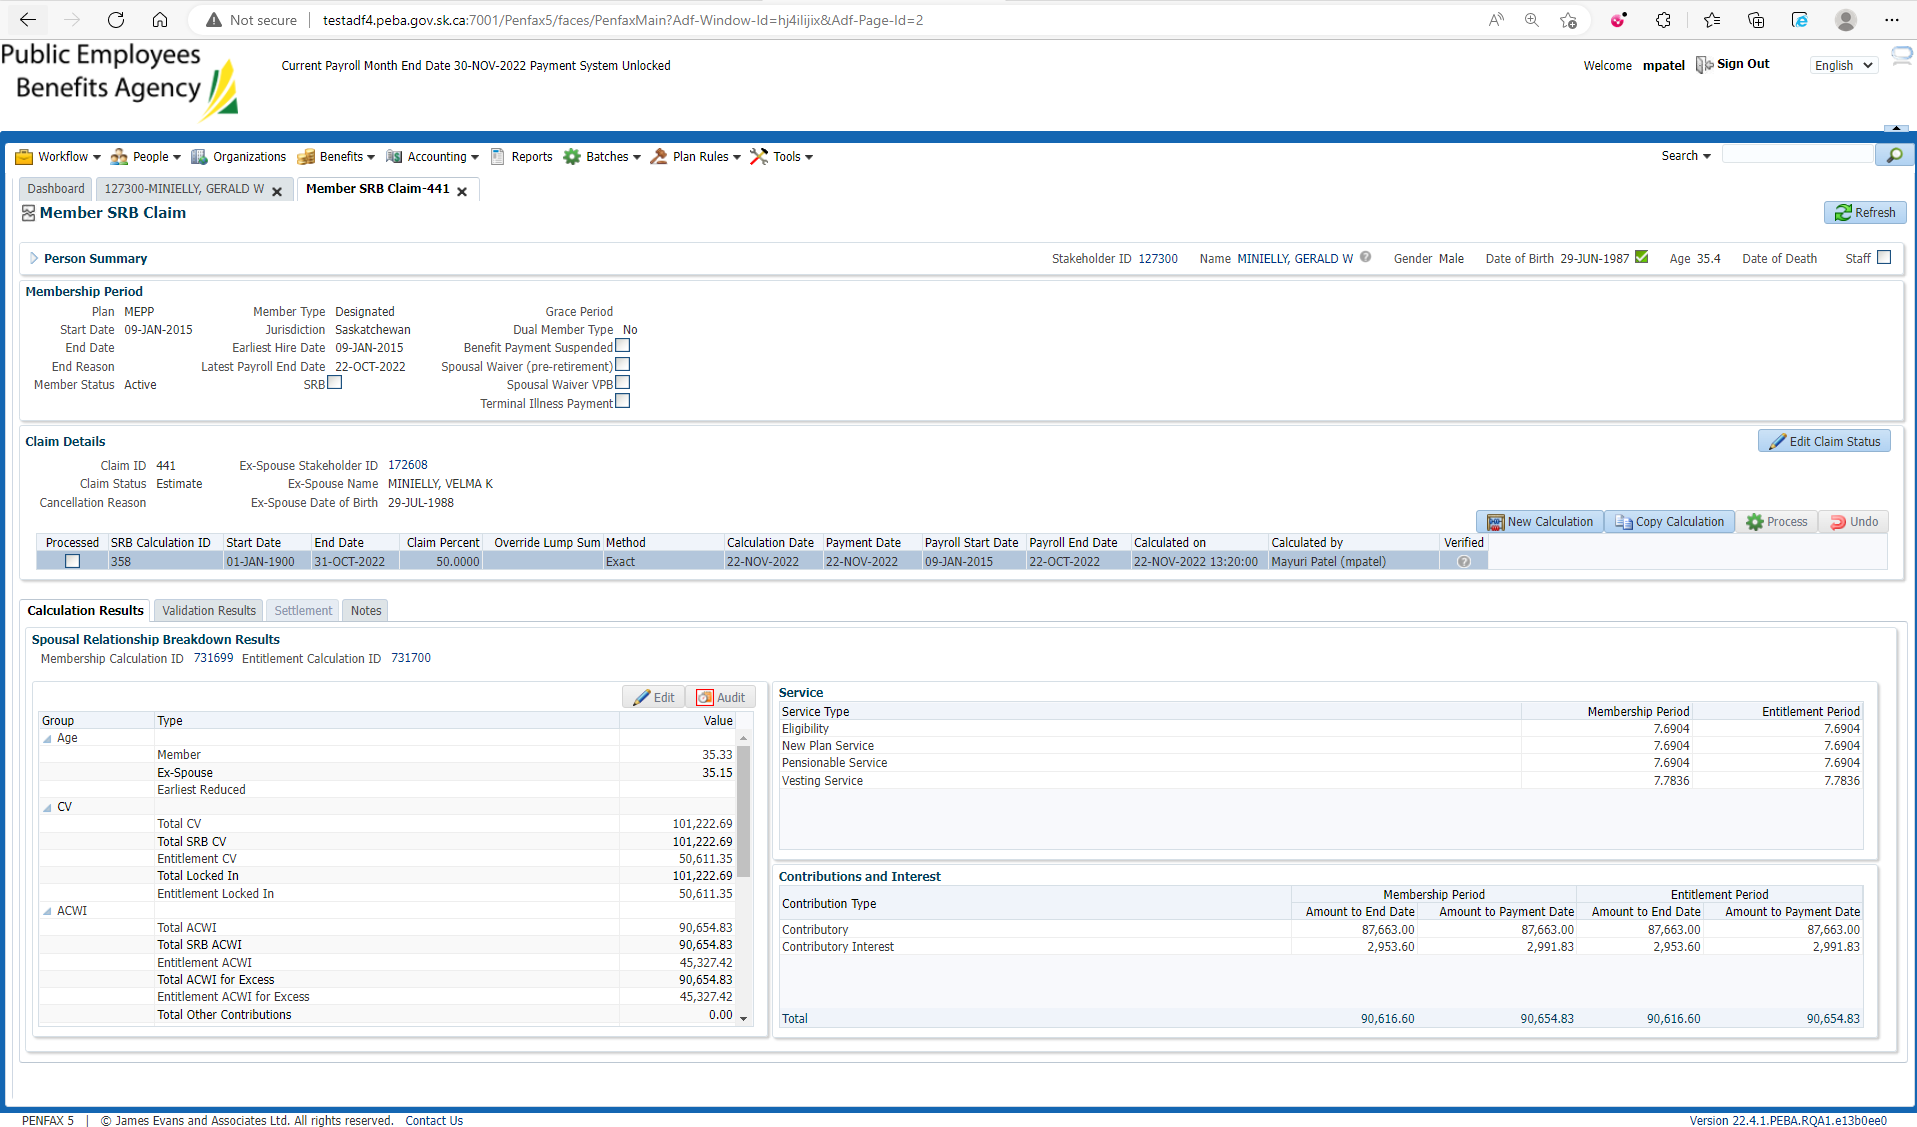 Not secure | testadf4.peba.gov.sk.ca:7001/Penfax5/faces/PenfaxMain?Adf-Window-Id=hj4ilijix&Adf-Page-Id=2
Public Employees
Benefits Agency
Current Payroll Month End Date 30-NOV-2022 Payment System Unlocked
Welcome mpatel Sign Out English
Workflow People Organizations Benefits Accounting Reports Batches Plan Rules Tools Search
Dashboard 127300-MINIELLY, GERALD W Member SRB Claim-441
Member SRB Claim Refresh
Person Summary Stakeholder ID 127300 Name MINIELLY, GERALD W Gender Male Date of Birth 29-JUN-1987 Age 35.4 Date of Death Staff
Membership Period
Plan MEPP Member Type Designated Grace Period
Start Date 09-JAN-2015 Jurisdiction Saskatchewan Dual Member Type No
End Date Earliest Hire Date 09-JAN-2015 Benefit Payment Suspended
End Reason Latest Payroll End Date 22-OCT-2022 Spousal Waiver (pre-retirement)
Member Status Active SRB Spousal Waiver VPB
Terminal Illness Payment
Claim Details Edit Claim Status
Claim ID 441 Ex-Spouse Stakeholder ID 172608
Claim Status Estimate Ex-Spouse Name MINIELLY, VELMA K
Cancellation Reason Ex-Spouse Date of Birth 29-JUL-1988
New Calculation Copy Calculation Process Undo
Processed SRB Calculation ID Start Date End Date Claim Percent Override Lump Sum Method Calculation Date Payment Date Payroll Start Date Payroll End Date Calculated on Calculated by Verified
358 01-JAN-1900 31-OCT-2022 50.0000 Exact 22-NOV-2022 22-NOV-2022 09-JAN-2015 22-OCT-2022 22-NOV-2022 13:20:00 Mayuri Patel (mpatel)
Calculation Results Validation Results Settlement Notes
Spousal Relationship Breakdown Results
Membership Calculation ID 731699 Entitlement Calculation ID 731700
Edit Audit
Group Type Value
Age
Member 35.33
Ex-Spouse 35.15
Earliest Reduced
CV
Total CV 101,222.69
Total SRB CV 101,222.69
Entitlement CV 50,611.35
Total Locked In 101,222.69
Entitlement Locked In 50,611.35
ACWI
Total ACWI 90,654.83
Total SRB ACWI 90,654.83
Entitlement ACWI 45,327.42
Total ACWI for Excess 90,654.83
Entitlement ACWI for Excess 45,327.42
Total Other Contributions 0.00
Service
Service Type Membership Period Entitlement Period
Eligibility 7.6904 7.6904
New Plan Service 7.6904 7.6904
Pensionable Service 7.6904 7.6904
Vesting Service 7.7836 7.7836
Contributions and Interest
Contribution Type Membership Period Entitlement Period
Amount to End Date Amount to Payment Date Amount to End Date Amount to Payment Date
Contributory 87,663.00 87,663.00 87,663.00 87,663.00
Contributory Interest 2,953.60 2,991.83 2,953.60 2,991.83
Total 90,616.60 90,654.83 90,616.60 90,654.83
PENFAX 5 | © James Evans and Associates Ltd. All rights reserved. Contact Us Version 22.4.1.PEBA.RQA1.e13b0ee0